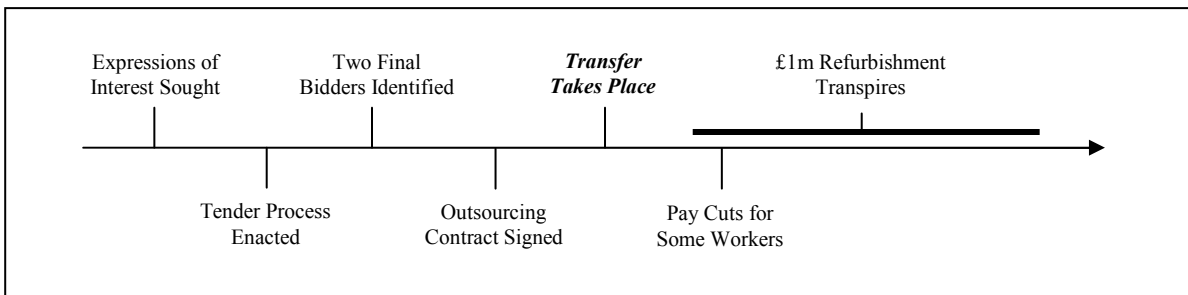 Expressions of
Interest Sought
Two Final
Bidders Identified
Transfer
Takes Place
£1m Refurbishment
Transpires
Tender Process
Enacted
Outsourcing
Contract Signed
Pay Cuts for
Some Workers